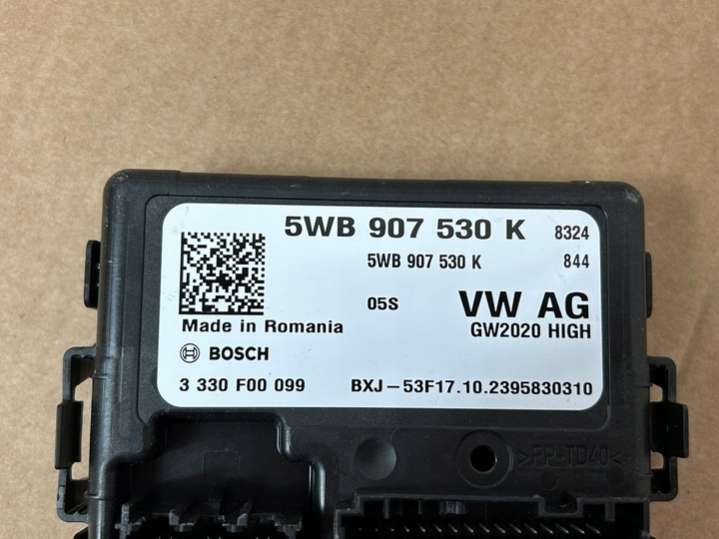 5WB 907 530 K 8324
5WB 907 530 K 844
05S VW AG
Made in Romania GW2020 HIGH
BOSCH
3 330 F00 099 BXJ-53F17.10.2395830310